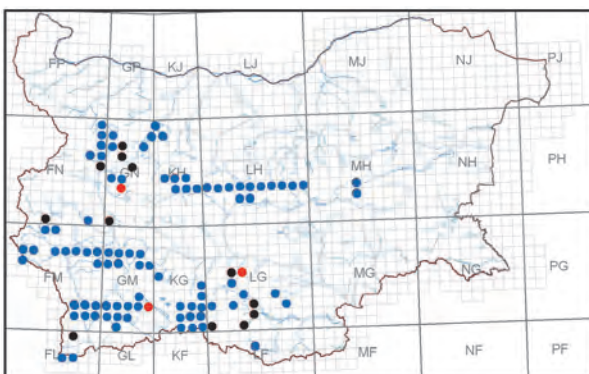 FP GP KJ LJ MJ NJ PJ
FN GN KH LH MH NH PH
FM GM KG LG MG NG PG
FL GL KF LF MF NF PF